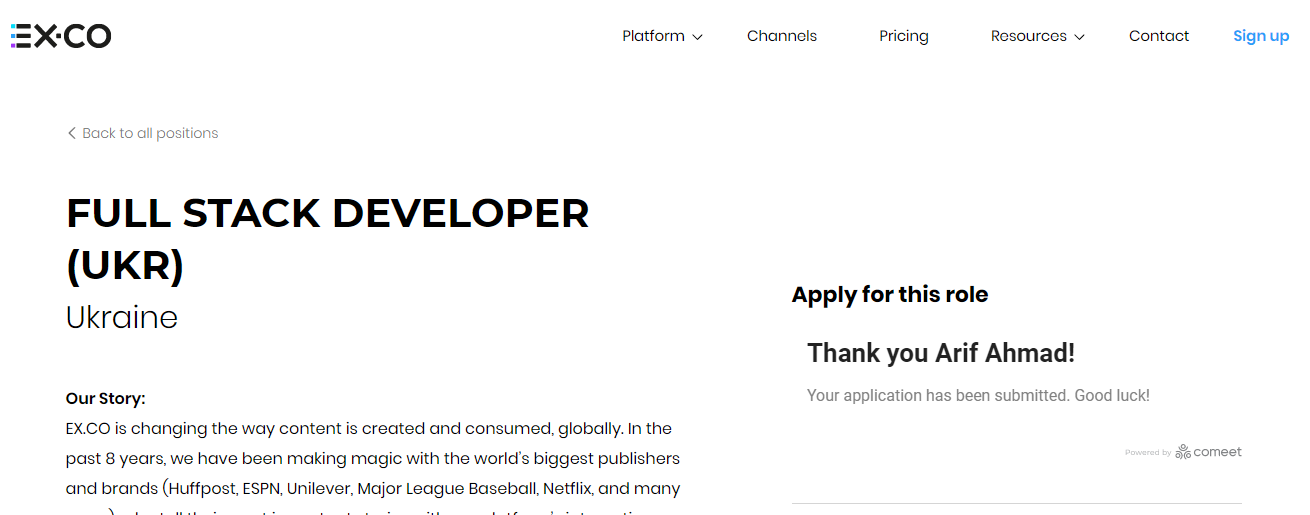 EX·CO
Platform
Channels
Pricing
Resources
Contact
Sign up
Back to all positions
FULL STACK DEVELOPER
(UKR)
Ukraine
Our Story:
EX.CO is changing the way content is created and consumed, globally. In the
past 8 years, we have been making magic with the world's biggest publishers
and brands (Huffpost, ESPN, Unilever, Major League Baseball, Netflix, and many
Apply for this role
Thank you Arif Ahmad!
Your application has been submitted. Good luck!
Powered by comeet